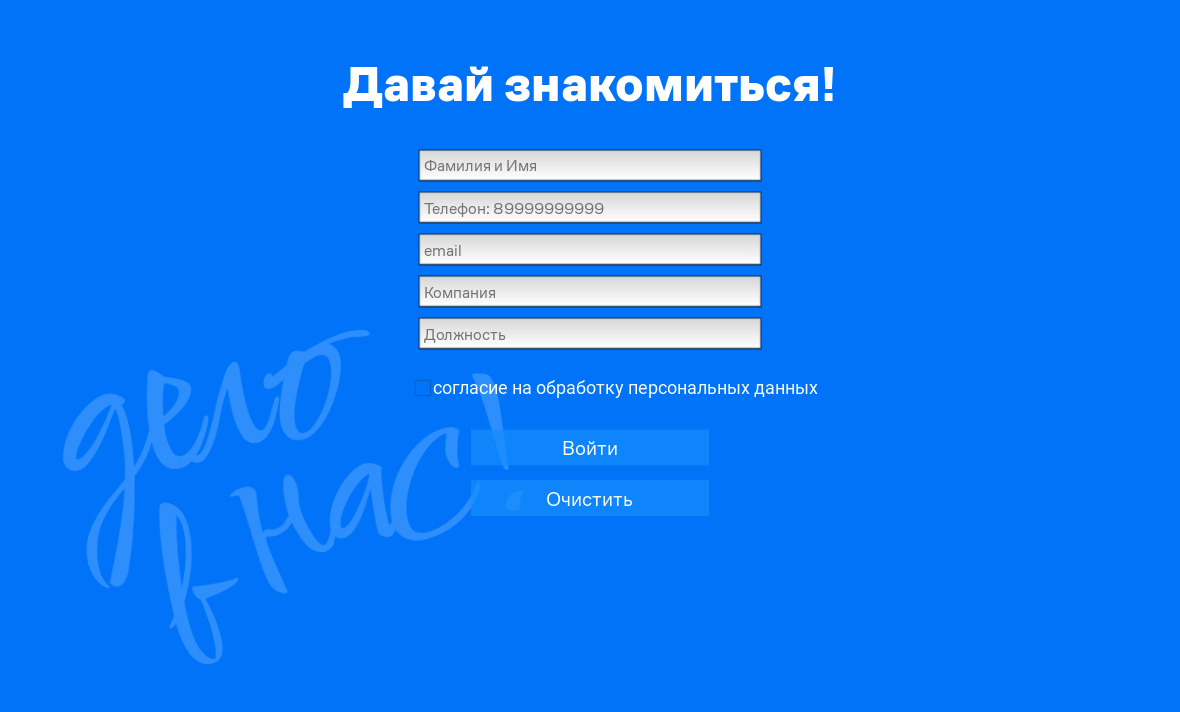 Давай знакомиться!
Фамилия и Имя
Телефон: 89999999999
email
Компания
Должность
согласие на обработку персональных данных
Войти
Очистить
дело
в нас!